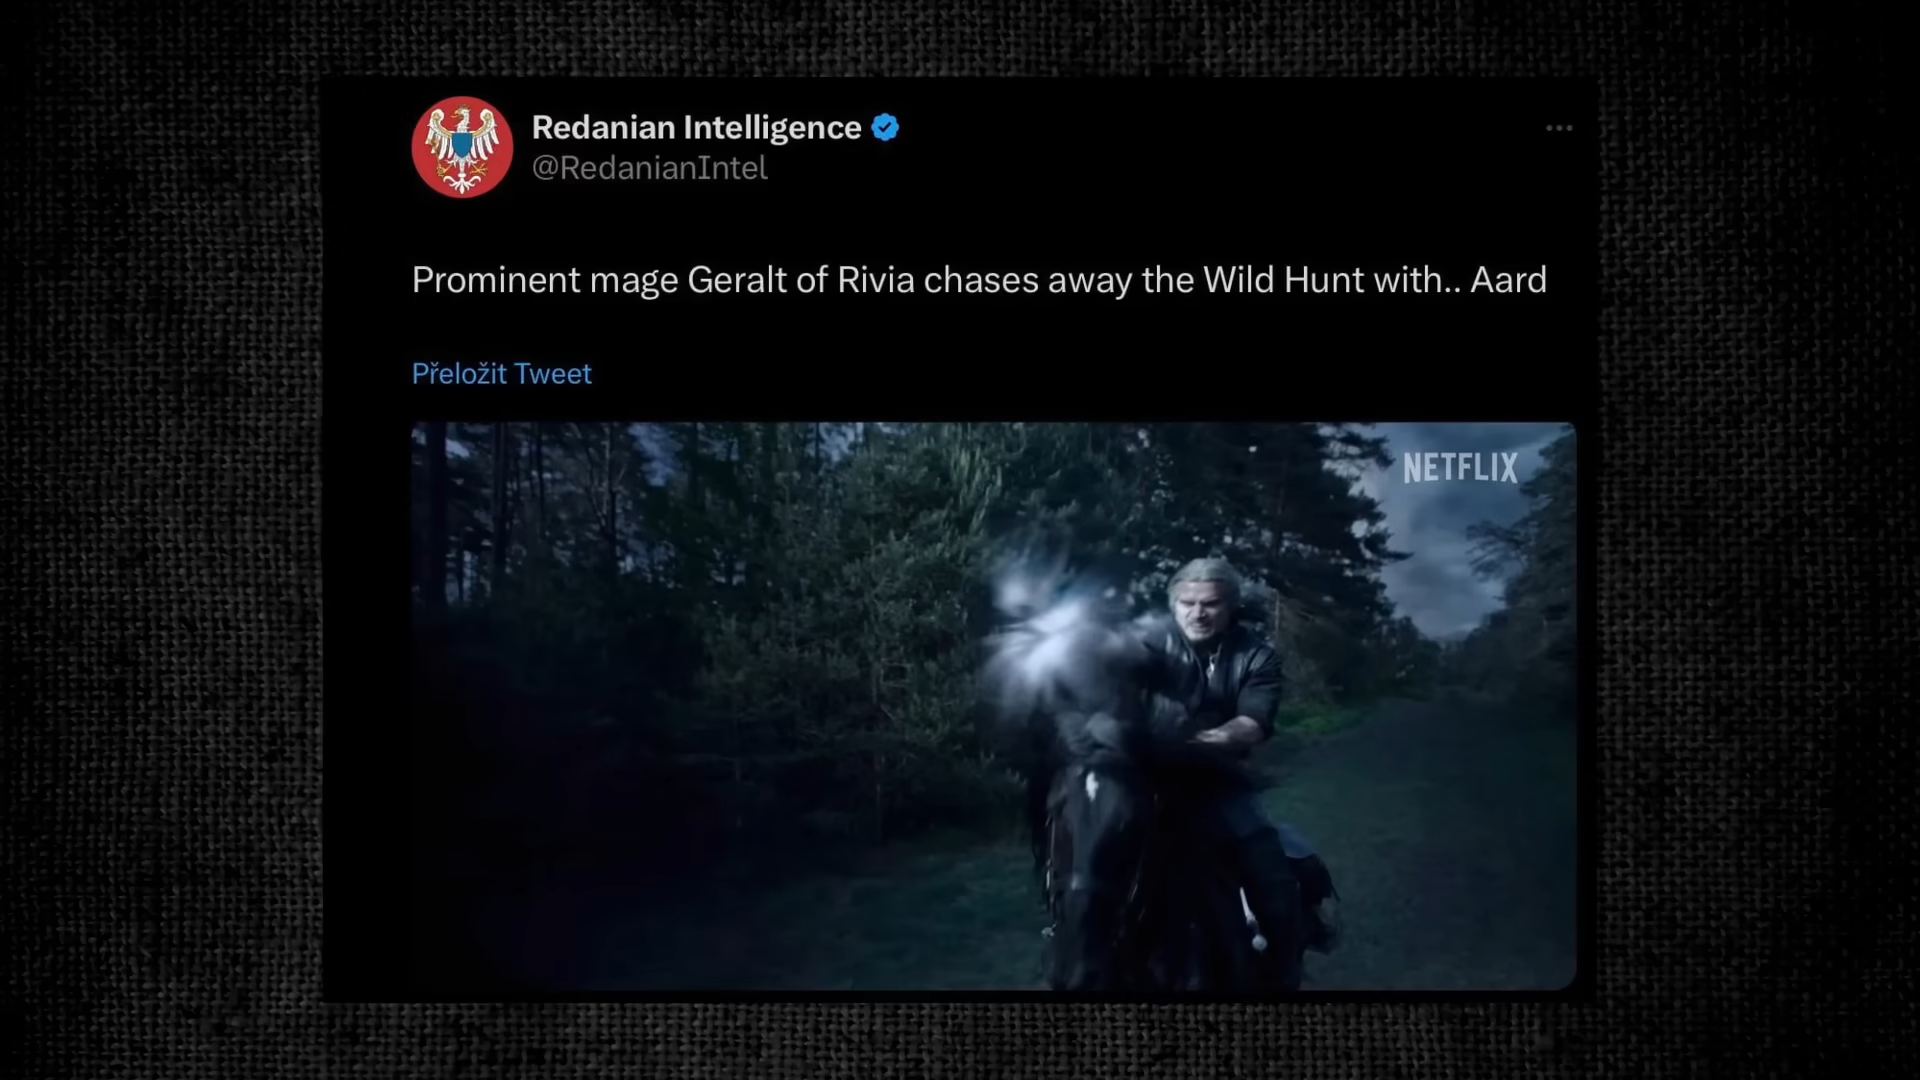 Redanian Intelligence
@RedanianIntel
Prominent mage Geralt of Rivia chases away the Wild Hunt with.. Aard
Přeložit Tweet
NETFLIX